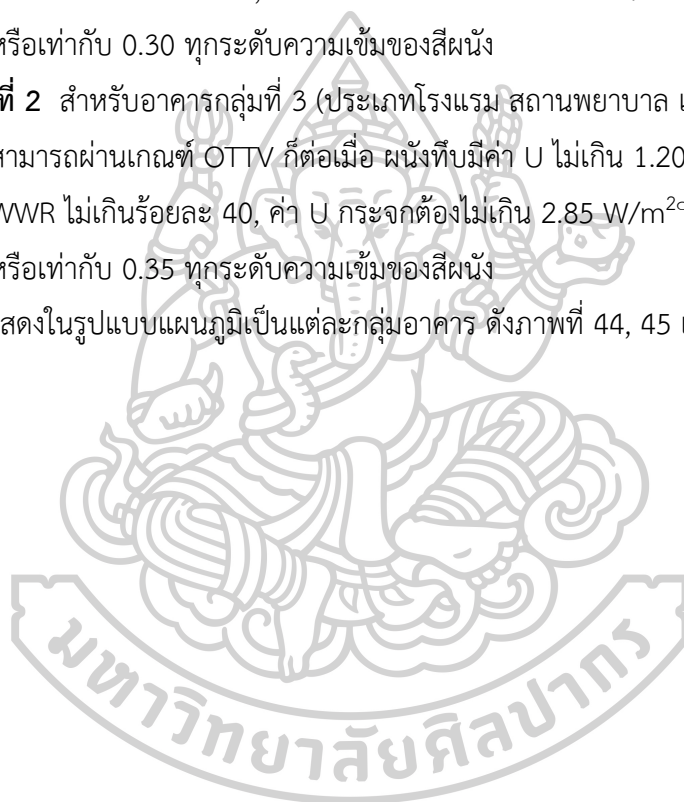 หรือเท่ากับ 0.30 ทุกระดับความเข้มของสีผนัง
ที่ 2 สำหรับอาคารกลุ่มที่ 3 (ประเภทโรงแรม สถานพยาบาล
สามารถผ่านเกณฑ์ OTTV ก็ต่อเมื่อ ผนังทึบมีค่า U ไม่เกิน 1.20
WWR ไม่เกินร้อยละ 40, ค่า U กระจกต้องไม่เกิน 2.85 W/m²
หรือเท่ากับ 0.35 ทุกระดับความเข้มของสีผนัง
สดงในรูปแบบแผนภูมิเป็นแต่ละกลุ่มอาคาร ดังภาพที่ 44, 45
มหาวิทยาลัยศิลปากร